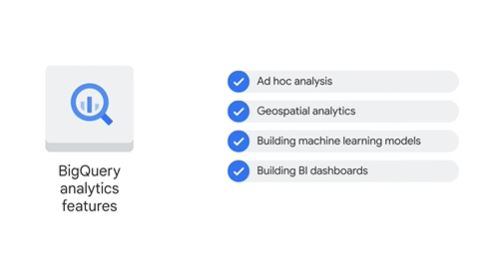 BigQuery
analytics
features
Ad hoc analysis
Geospatial analytics
Building machine learning models
Building BI dashboards